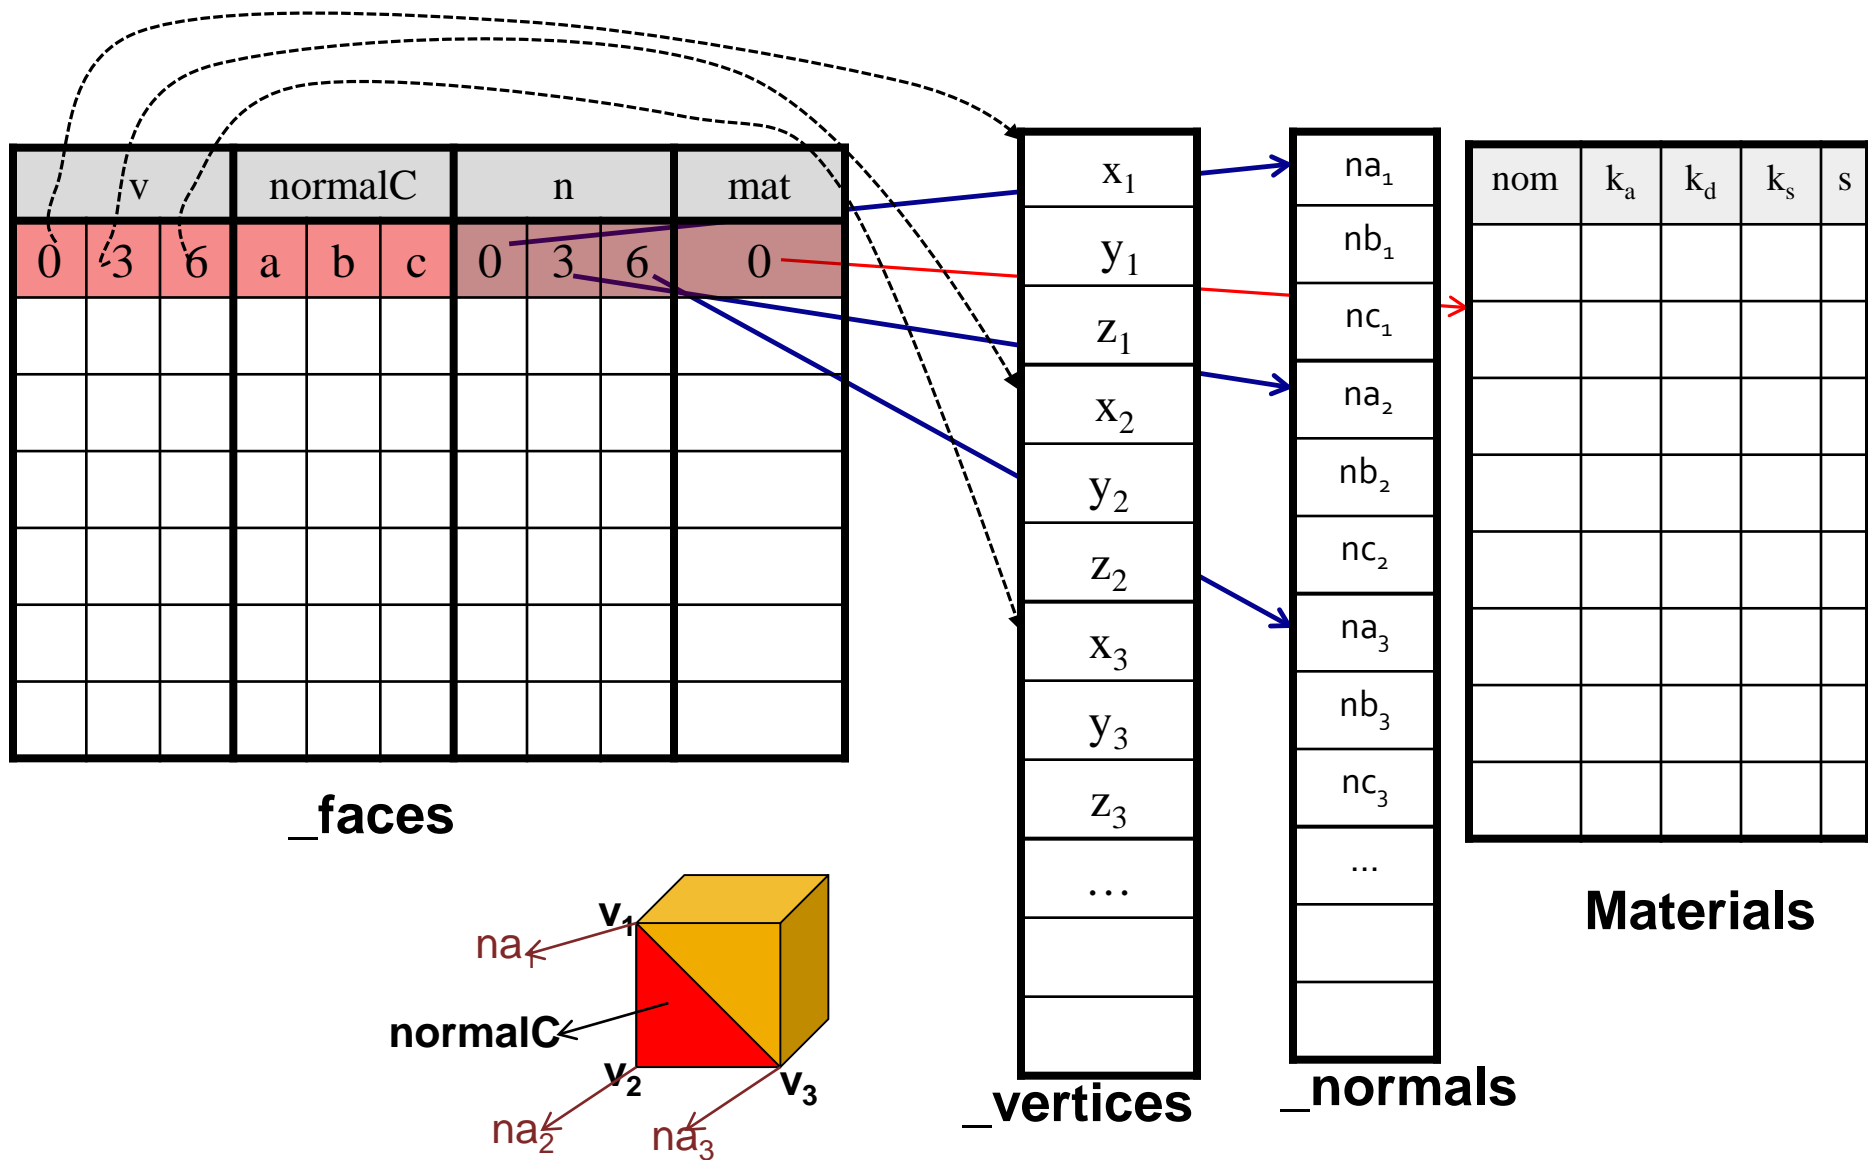 v normalC n mat
0 3 6 a b c 0 3 6 0
_faces
x1
y1
z1
x2
y2
z2
x3
y3
z3
…
_vertices
na1
nb1
nc1
na2
nb2
nc2
na3
nb3
nc3
...
_normals
nom ka kd ks s
Materials
v1
na1
normalC
v2
v3
na2
na3